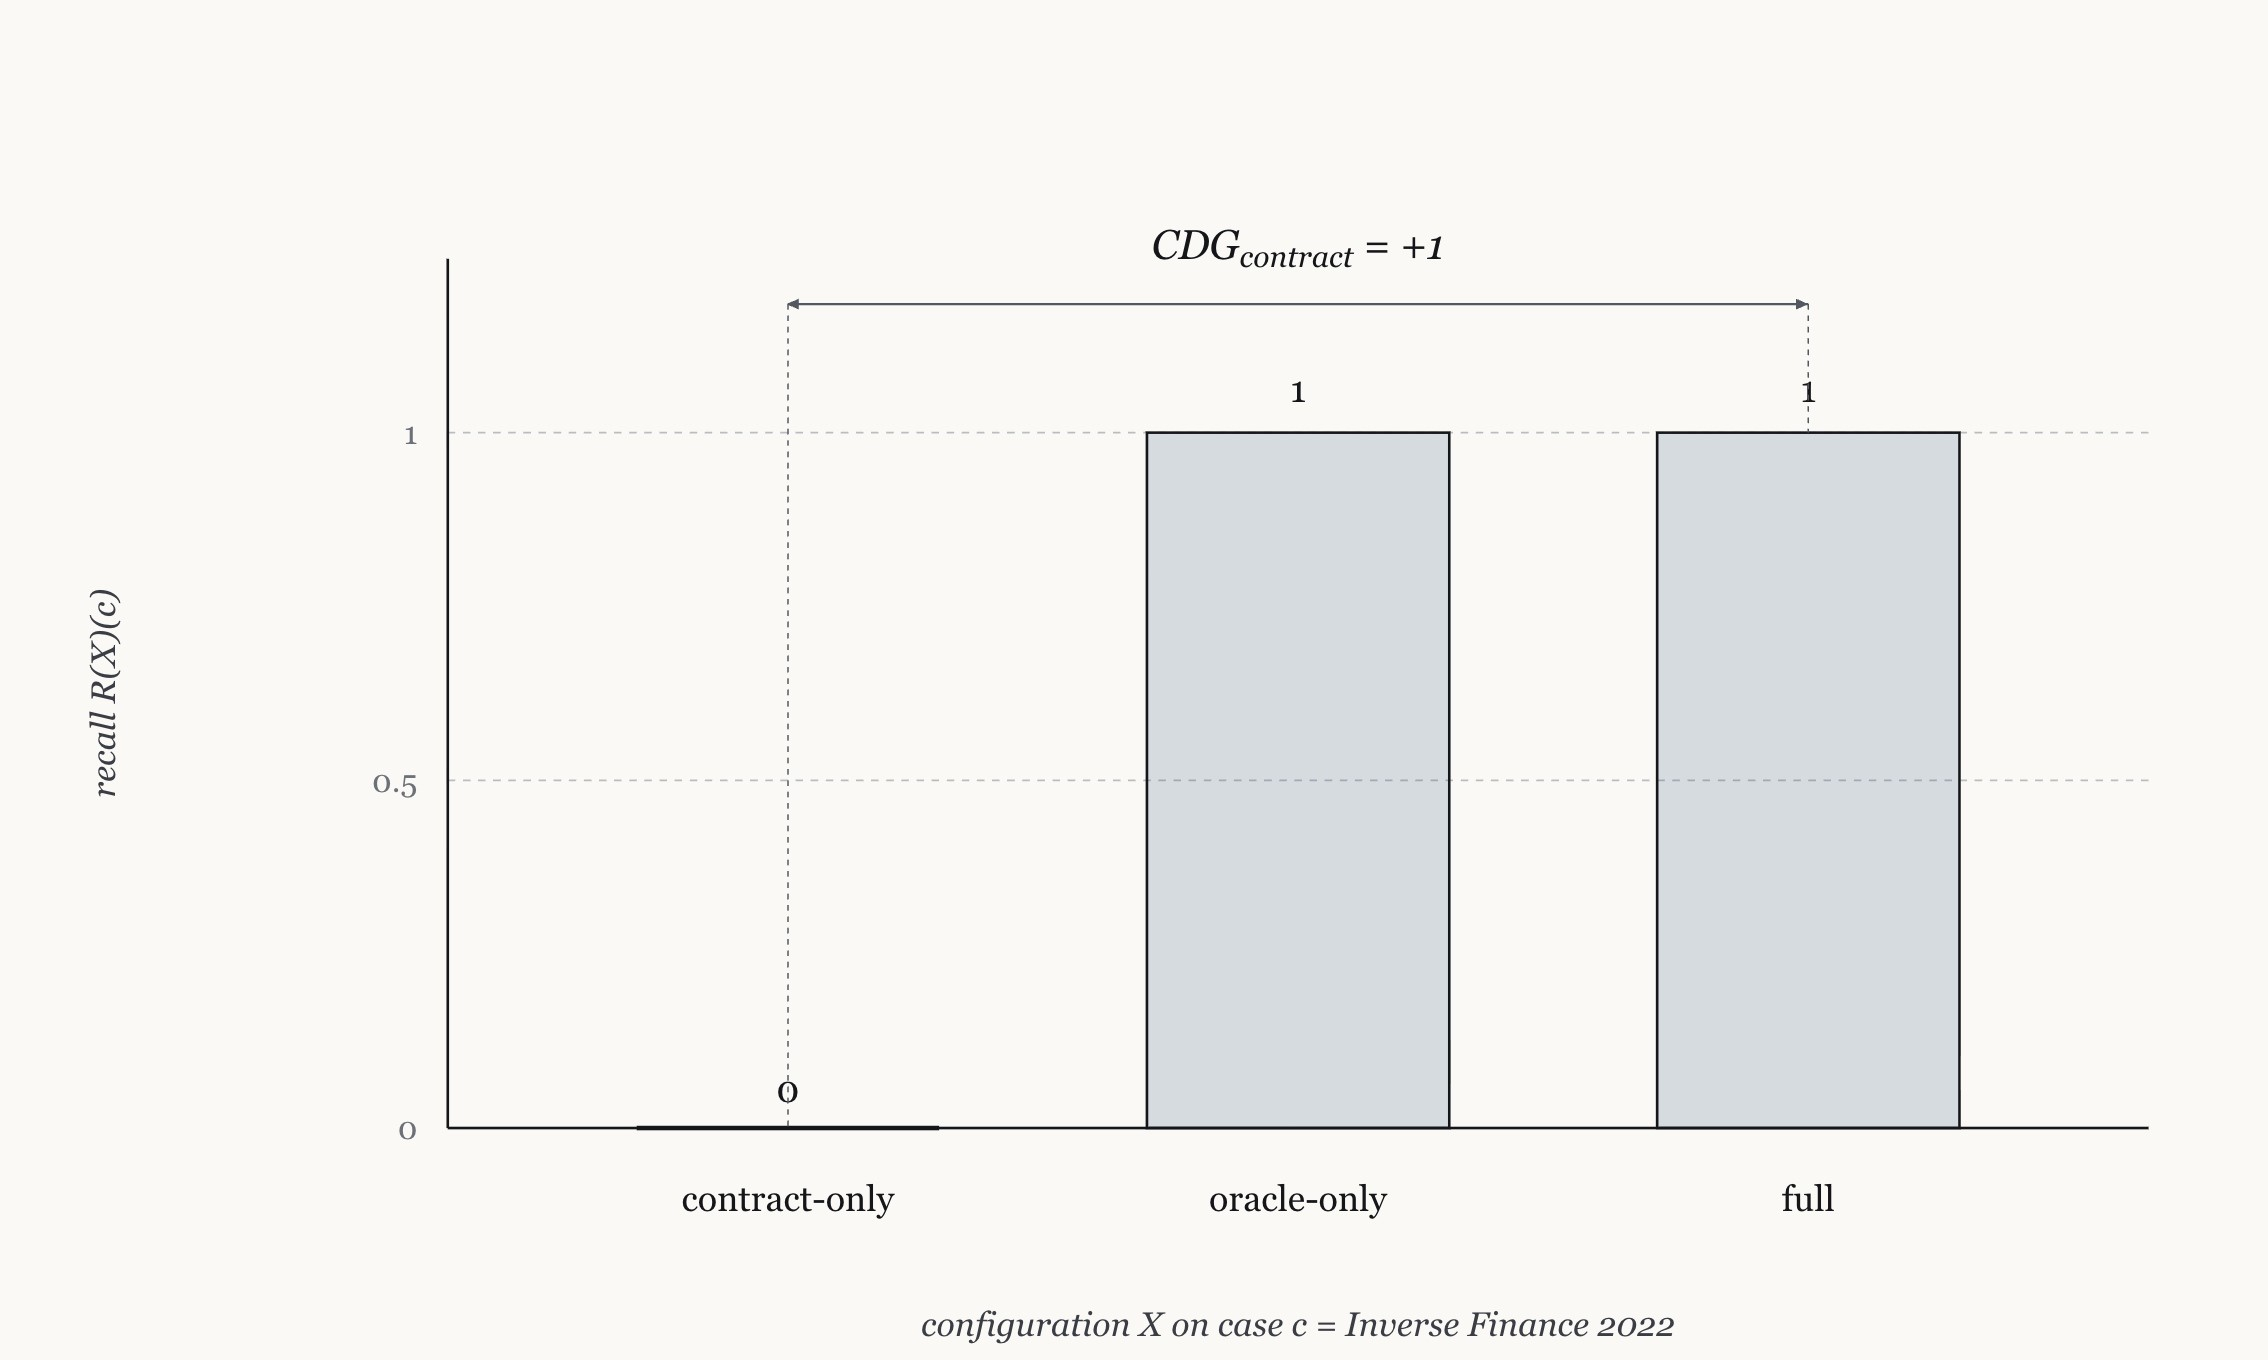 CDGcontract = +1
1
1
1
recall R(X)(c)
0.5
0
0
contract-only
oracle-only
full
configuration X on case c = Inverse Finance 2022